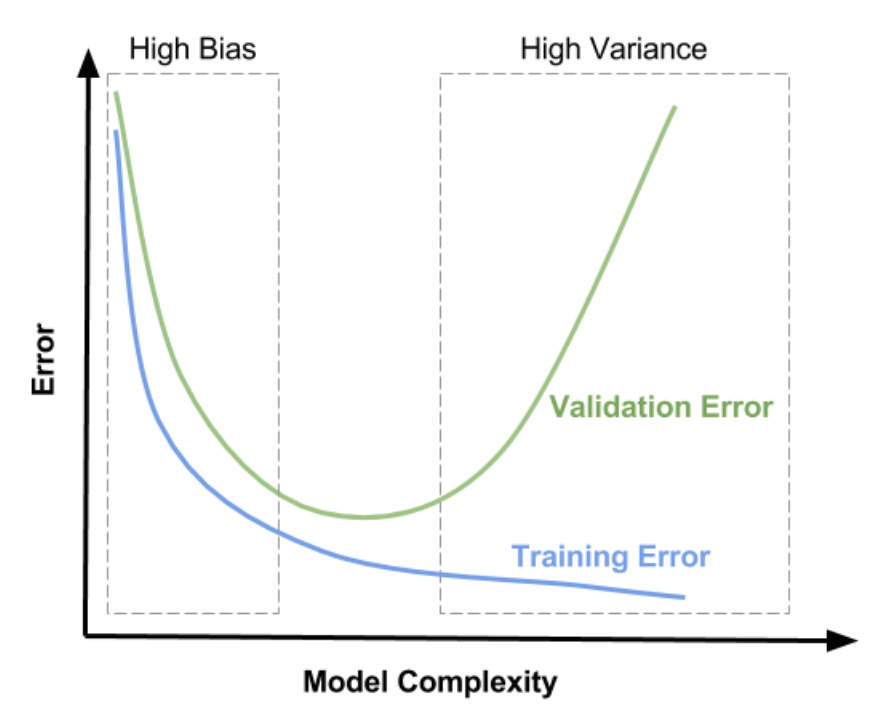 High Bias
High Variance
Error
Validation Error
Training Error
Model Complexity